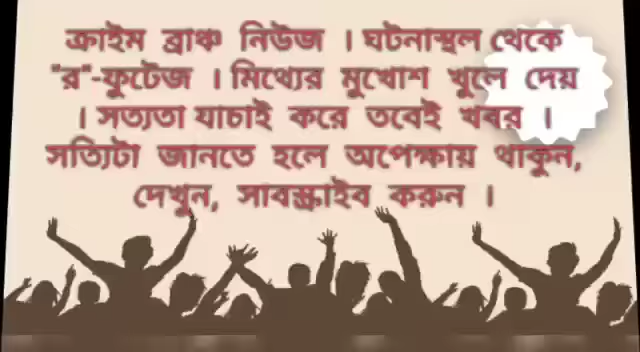 ক্রাইম ব্রাঞ্চ নিউজ । ঘটনাস্থল থেকে
"র"-ফুটেজ । মিথ্যের মুখোশ খুলে দেয়
। সত্যতা যাচাই করে তবেই খবর ।
সত্যিটা জানতে হলে অপেক্ষায় থাকুন,
দেখুন, সাবস্ক্রাইব করুন ।